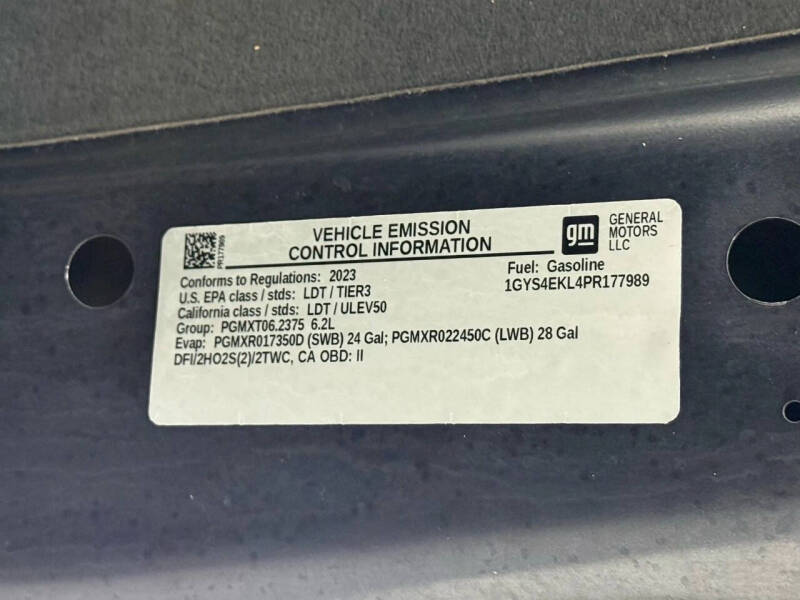 PR177989
VEHICLE EMISSION
CONTROL INFORMATION
gm
GENERAL
MOTORS
LLC
Conforms to Regulations: 2023
Fuel: Gasoline
U.S. EPA class / stds: LDT / TIER3
1GYS4EKL4PR177989
California class / stds: LDT / ULEV50
Group: PGMXT06.2375 6.2L
Evap: PGMXR017350D (SWB) 24 Gal; PGMXR022450C (LWB) 28 Gal
DFI/2HO2S(2)/2TWC, CA OBD: II